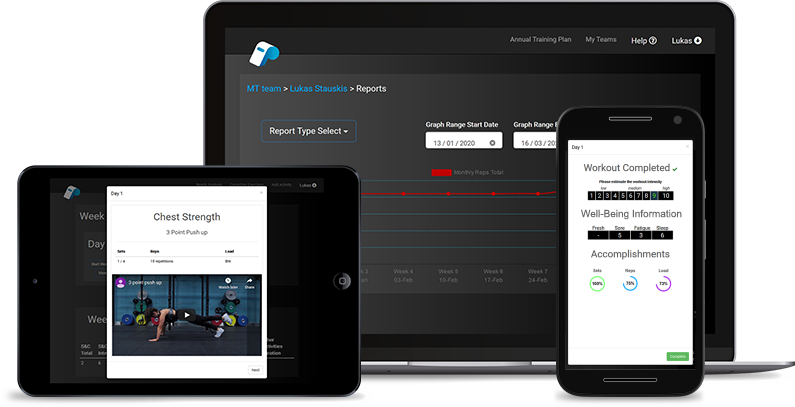 Annual Training Plan My Teams Help Lukas
MT team > Lukas Stauskis > Reports
Report Type Select
Graph Range Start Date
Graph Range E
13 / 01 / 2020
16 / 03 / 202
Monthly Reps Total
Week 4 Week 5 Week 6 Week 7
03-Feb 10-Feb 17-Feb 24-Feb
Lukas
Week
Day
Day 1
Chest Strength
3 Point Push up
Sets Reps Load
1 / 4 15 repetitions
3 point push up
Watch later Share
Next
Week
S&C
Total
Day 1
Workout Completed
Please estimate the workout intensity
low medium high
1 2 3 4 5 6 7 8 9 10
Well-Being Information
Fresh Sore Fatigue Sleep
- 5 3 6
Accomplishments
Sets Reps Load
100% 75% 73%
Complete